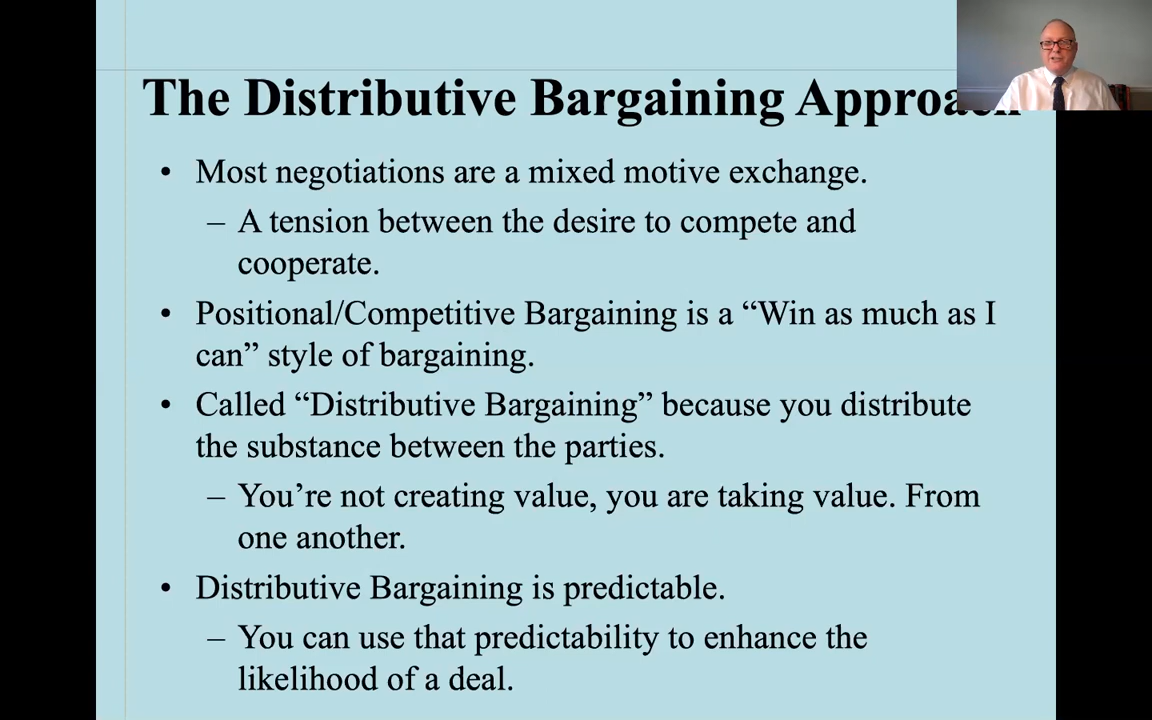 The Distributive Bargaining Approach
• Most negotiations are a mixed motive exchange.
– A tension between the desire to compete and
cooperate.
• Positional/Competitive Bargaining is a “Win as much as I
can” style of bargaining.
• Called “Distributive Bargaining” because you distribute
the substance between the parties.
– You’re not creating value, you are taking value. From
one another.
• Distributive Bargaining is predictable.
– You can use that predictability to enhance the
likelihood of a deal.